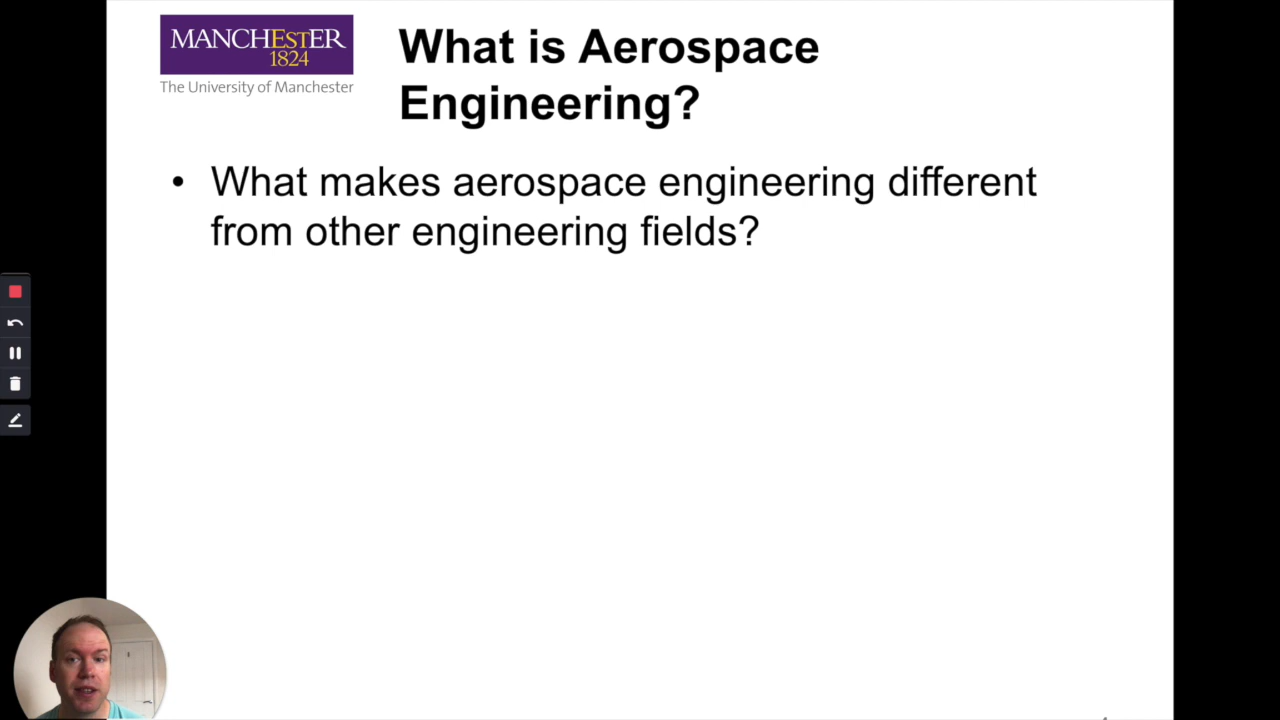 MANCHESTER
1824
The University of Manchester
What is Aerospace
Engineering?
• What makes aerospace engineering different
from other engineering fields?